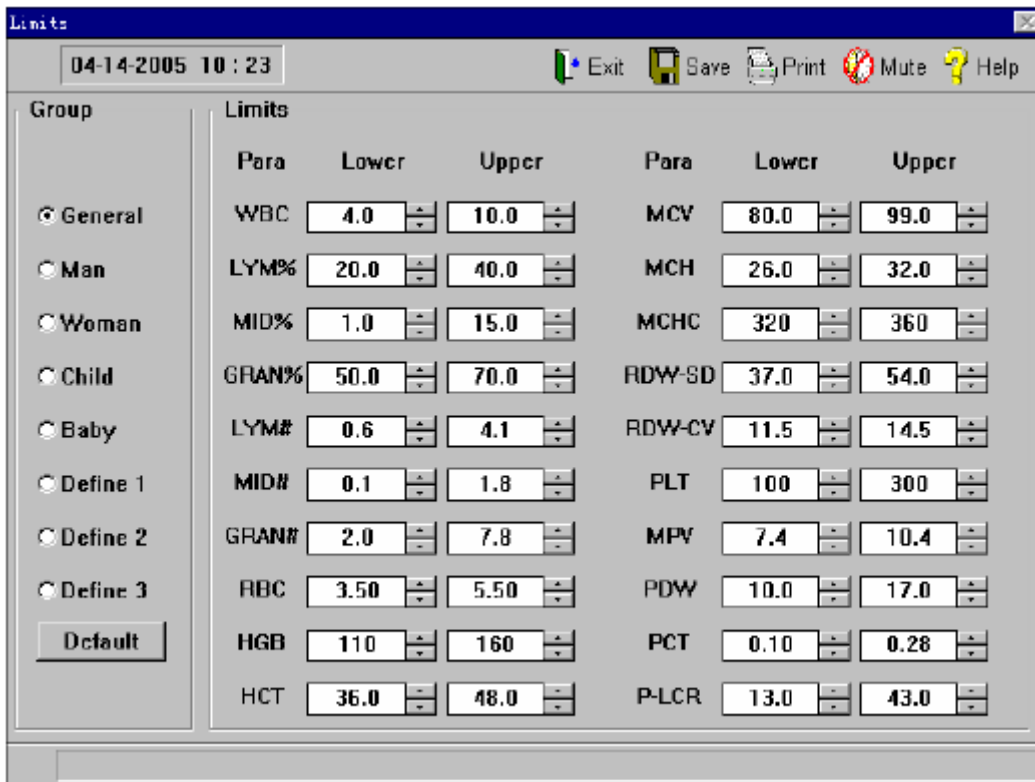 Limits
04-14-2005 10 : 23 Exit Save Print Mute Help
Group Limits
Para Lower Upper Para Lower Upper
General WBC 4.0 10.0 MCV 80.0 99.0
Man LYM% 20.0 40.0 MCH 26.0 32.0
Woman MID% 1.0 15.0 MCHC 320 360
Child GRAN% 50.0 70.0 RDW-SD 37.0 54.0
Baby LYM# 0.6 4.1 RDW-CV 11.5 14.5
Define 1 MID# 0.1 1.8 PLT 100 300
Define 2 GRAN# 2.0 7.8 MPV 7.4 10.4
Define 3 RBC 3.50 5.50 PDW 10.0 17.0
Default HGB 110 160 PCT 0.10 0.28
HCT 36.0 48.0 P-LCR 13.0 43.0